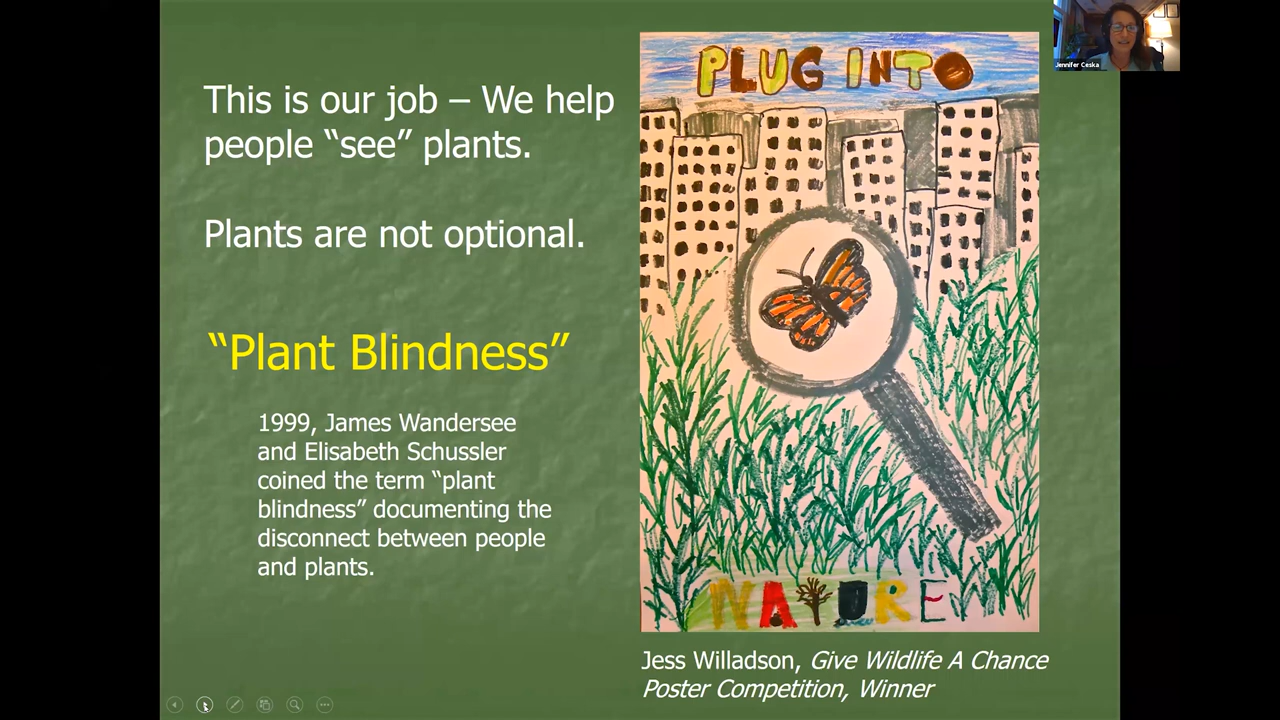 This is our job – We help
people “see” plants.
Plants are not optional.
“Plant Blindness”
1999, James Wandersee
and Elisabeth Schussler
coined the term “plant
blindness” documenting the
disconnect between people
and plants.
PLUG INTO
NATURE
Jess Willadson, Give Wildlife A Chance
Poster Competition, Winner
Jennifer Ceska